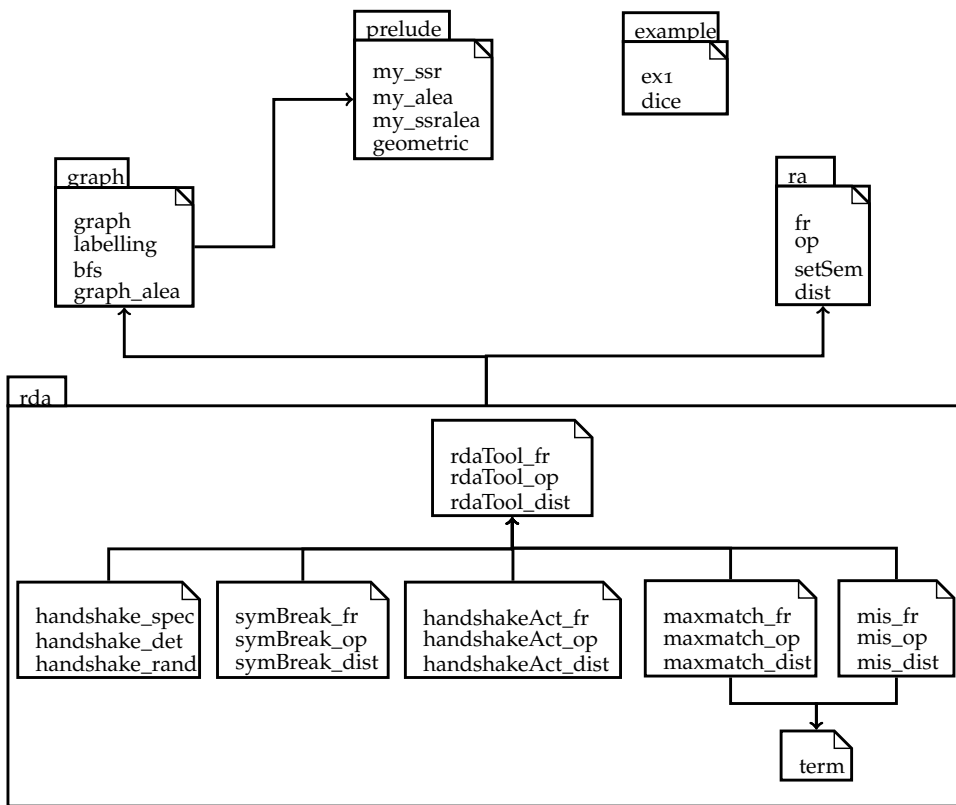 prelude
my_ssr
my_alea
my_ssralea
geometric
example
ex1
dice
graph
graph
labelling
bfs
graph_alea
ra
fr
op
setSem
dist
rda
rdaTool_fr
rdaTool_op
rdaTool_dist
handshake_spec
handshake_det
handshake_rand
symBreak_fr
symBreak_op
symBreak_dist
handshakeAct_fr
handshakeAct_op
handshakeAct_dist
maxmatch_fr
maxmatch_op
maxmatch_dist
mis_fr
mis_op
mis_dist
term